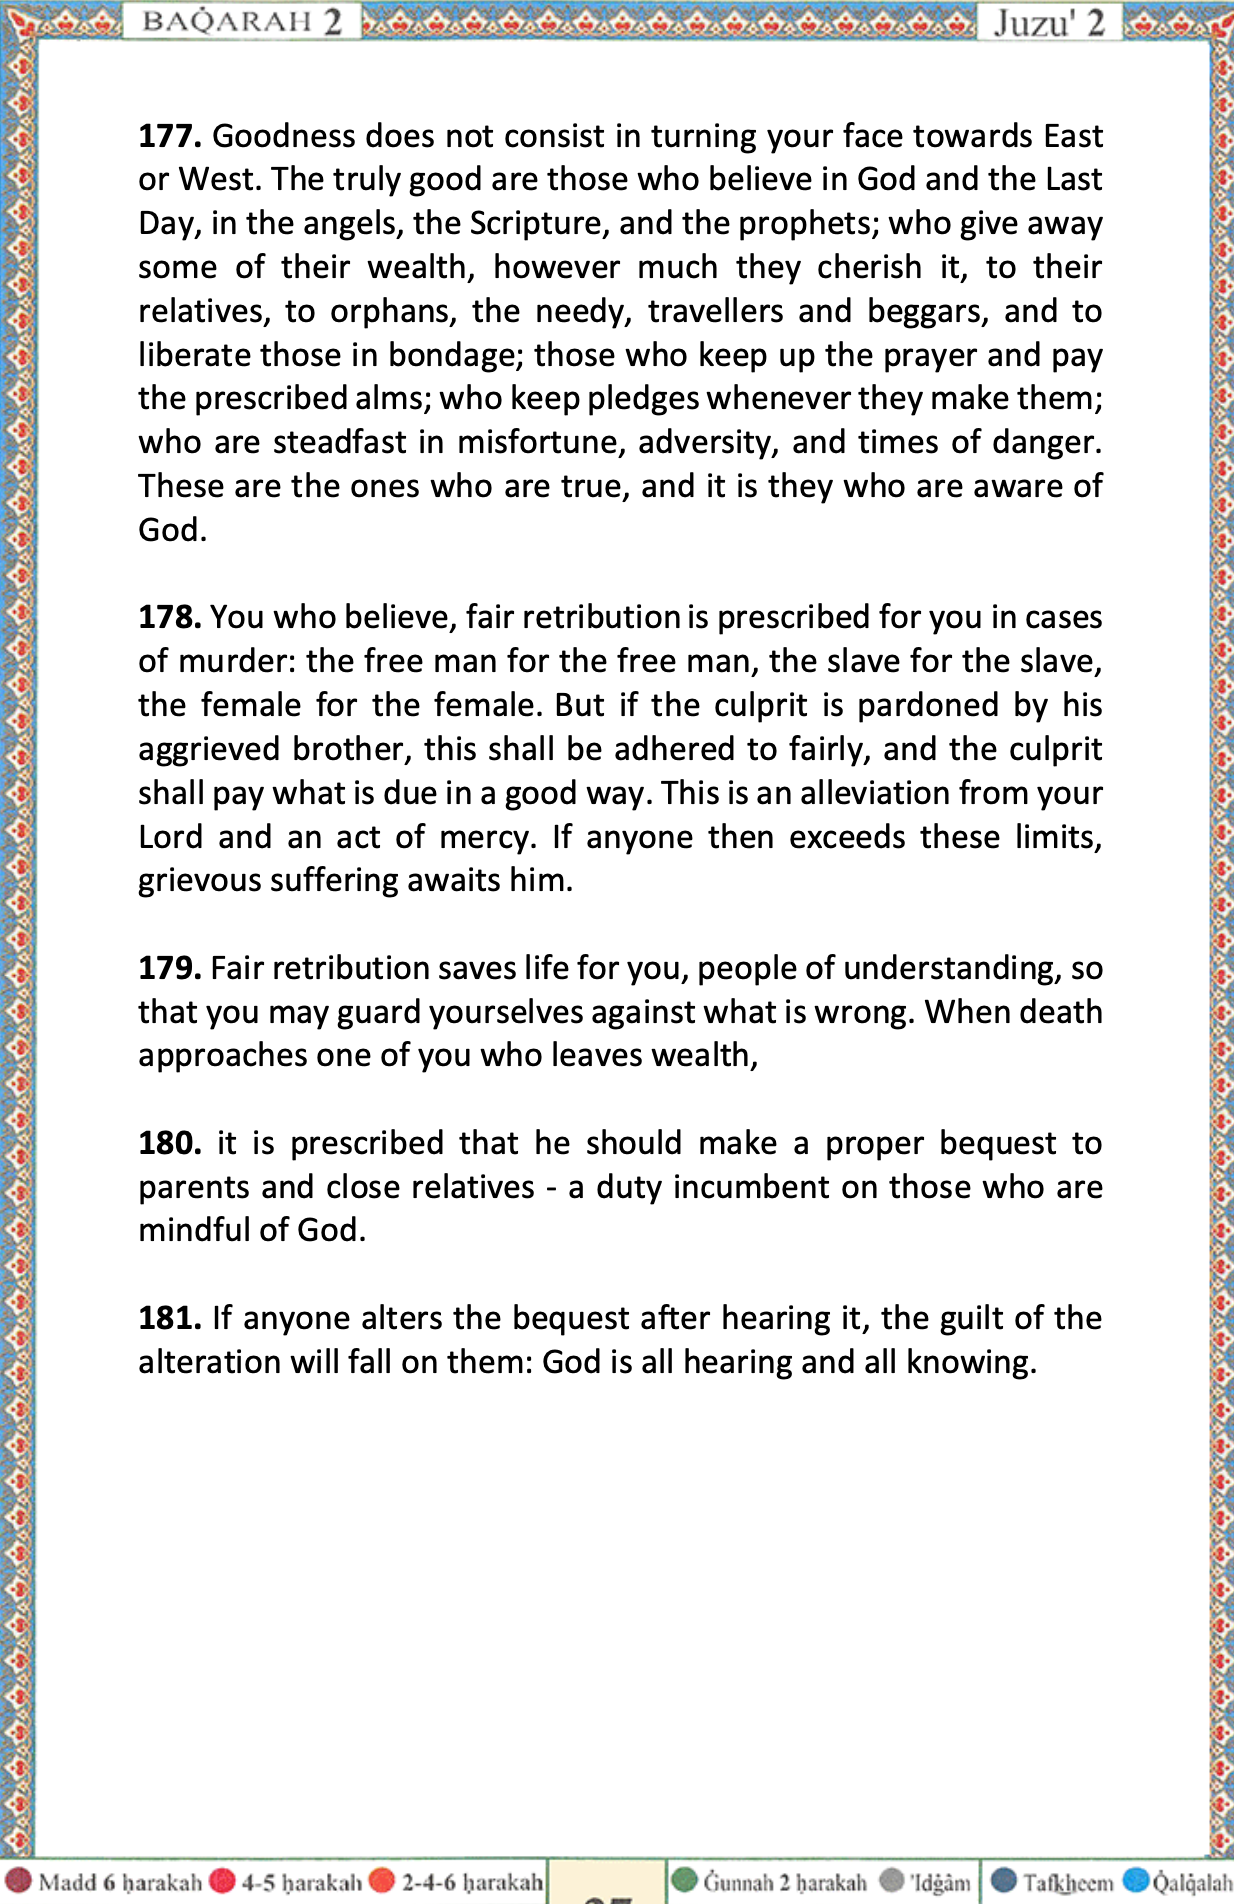 BAQ̇ARAH 2
Juzu' 2
177. Goodness does not consist in turning your face towards East
or West. The truly good are those who believe in God and the Last
Day, in the angels, the Scripture, and the prophets; who give away
some of their wealth, however much they cherish it, to their
relatives, to orphans, the needy, travellers and beggars, and to
liberate those in bondage; those who keep up the prayer and pay
the prescribed alms; who keep pledges whenever they make them;
who are steadfast in misfortune, adversity, and times of danger.
These are the ones who are true, and it is they who are aware of
God.
178. You who believe, fair retribution is prescribed for you in cases
of murder: the free man for the free man, the slave for the slave,
the female for the female. But if the culprit is pardoned by his
aggrieved brother, this shall be adhered to fairly, and the culprit
shall pay what is due in a good way. This is an alleviation from your
Lord and an act of mercy. If anyone then exceeds these limits,
grievous suffering awaits him.
179. Fair retribution saves life for you, people of understanding, so
that you may guard yourselves against what is wrong. When death
approaches one of you who leaves wealth,
180. it is prescribed that he should make a proper bequest to
parents and close relatives - a duty incumbent on those who are
mindful of God.
181. If anyone alters the bequest after hearing it, the guilt of the
alteration will fall on them: God is all hearing and all knowing.
Madd 6 ḥarakah 4-5 ḥarakah 2-4-6 ḥarakah
Ġunnah 2 ḥarakah 'Idġâm
Tafk͟heem Q̇alq̇alah